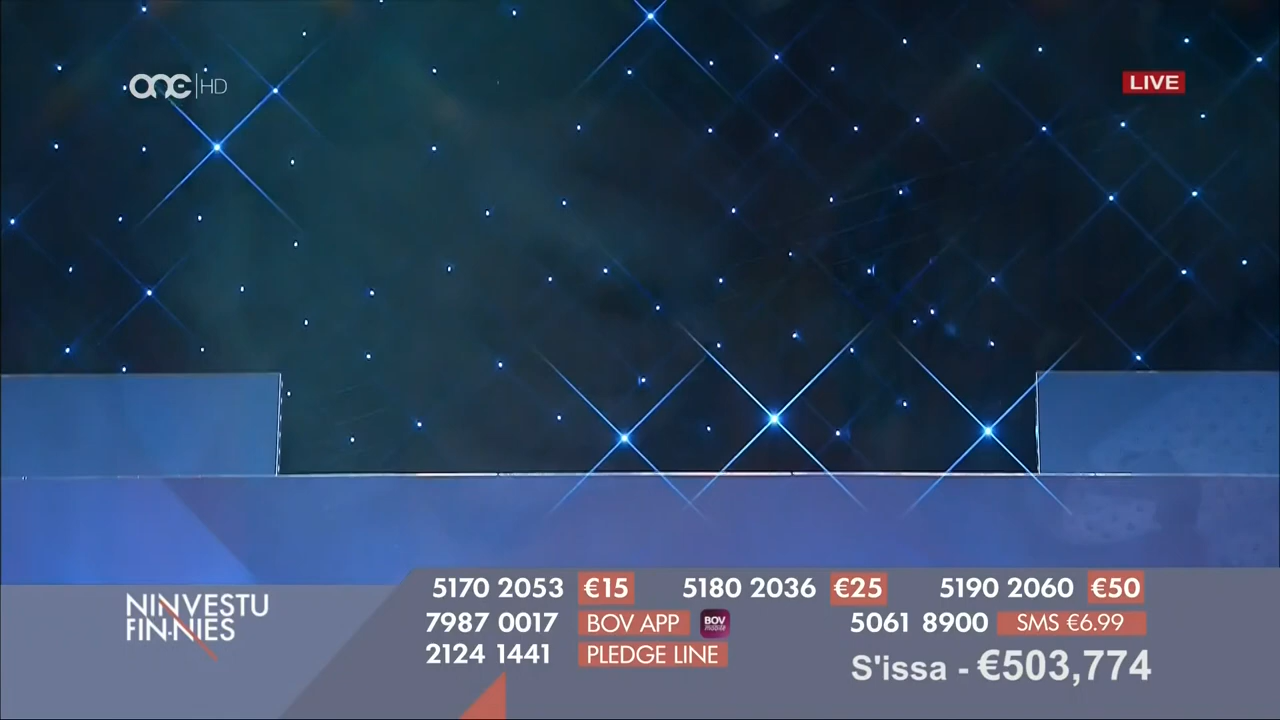 one|HD
LIVE
5170 2053 €15 5180 2036 €25 5190 2060 €50
NINVESTU
FIN-NIES
7987 0017 BOV APP BOV mobile 5061 8900 SMS €6.99
2124 1441 PLEDGE LINE
S'issa - €503,774